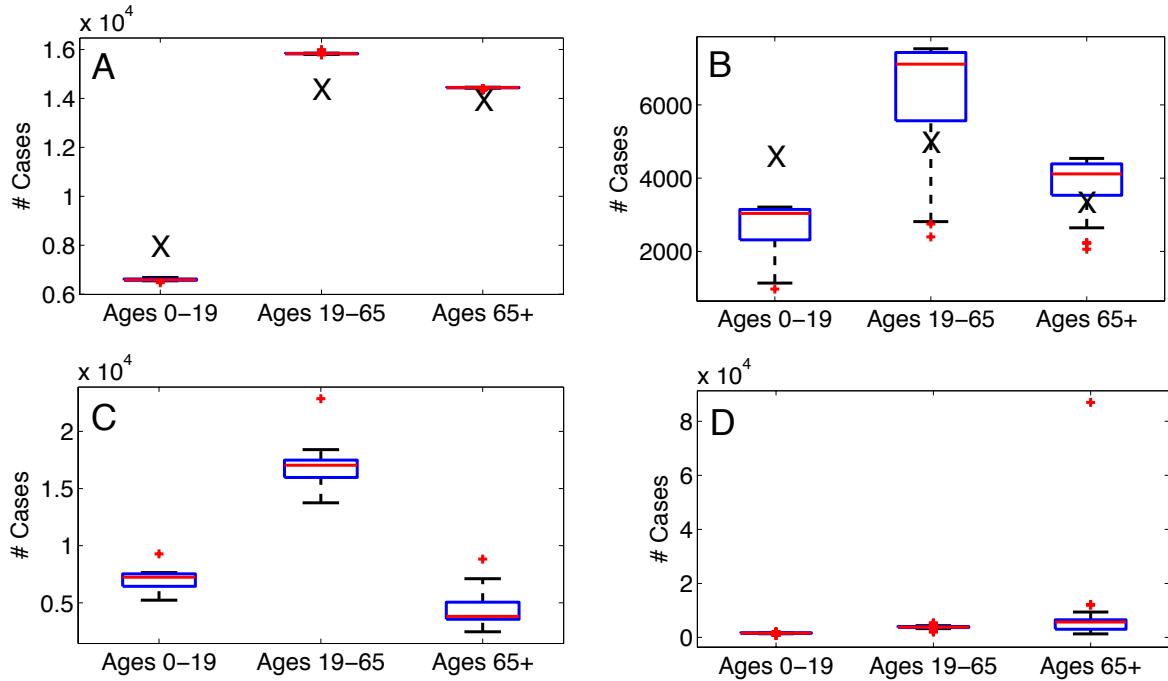 x 10^4
A
# Cases
1.6
1.4
1.2
1
0.8
0.6
Ages 0−19 Ages 19−65 Ages 65+
X X X
B
# Cases
6000
4000
2000
Ages 0−19 Ages 19−65 Ages 65+
X X X
x 10^4
C
# Cases
2
1.5
1
0.5
Ages 0−19 Ages 19−65 Ages 65+
x 10^4
D
# Cases
8
6
4
2
0
Ages 0−19 Ages 19−65 Ages 65+